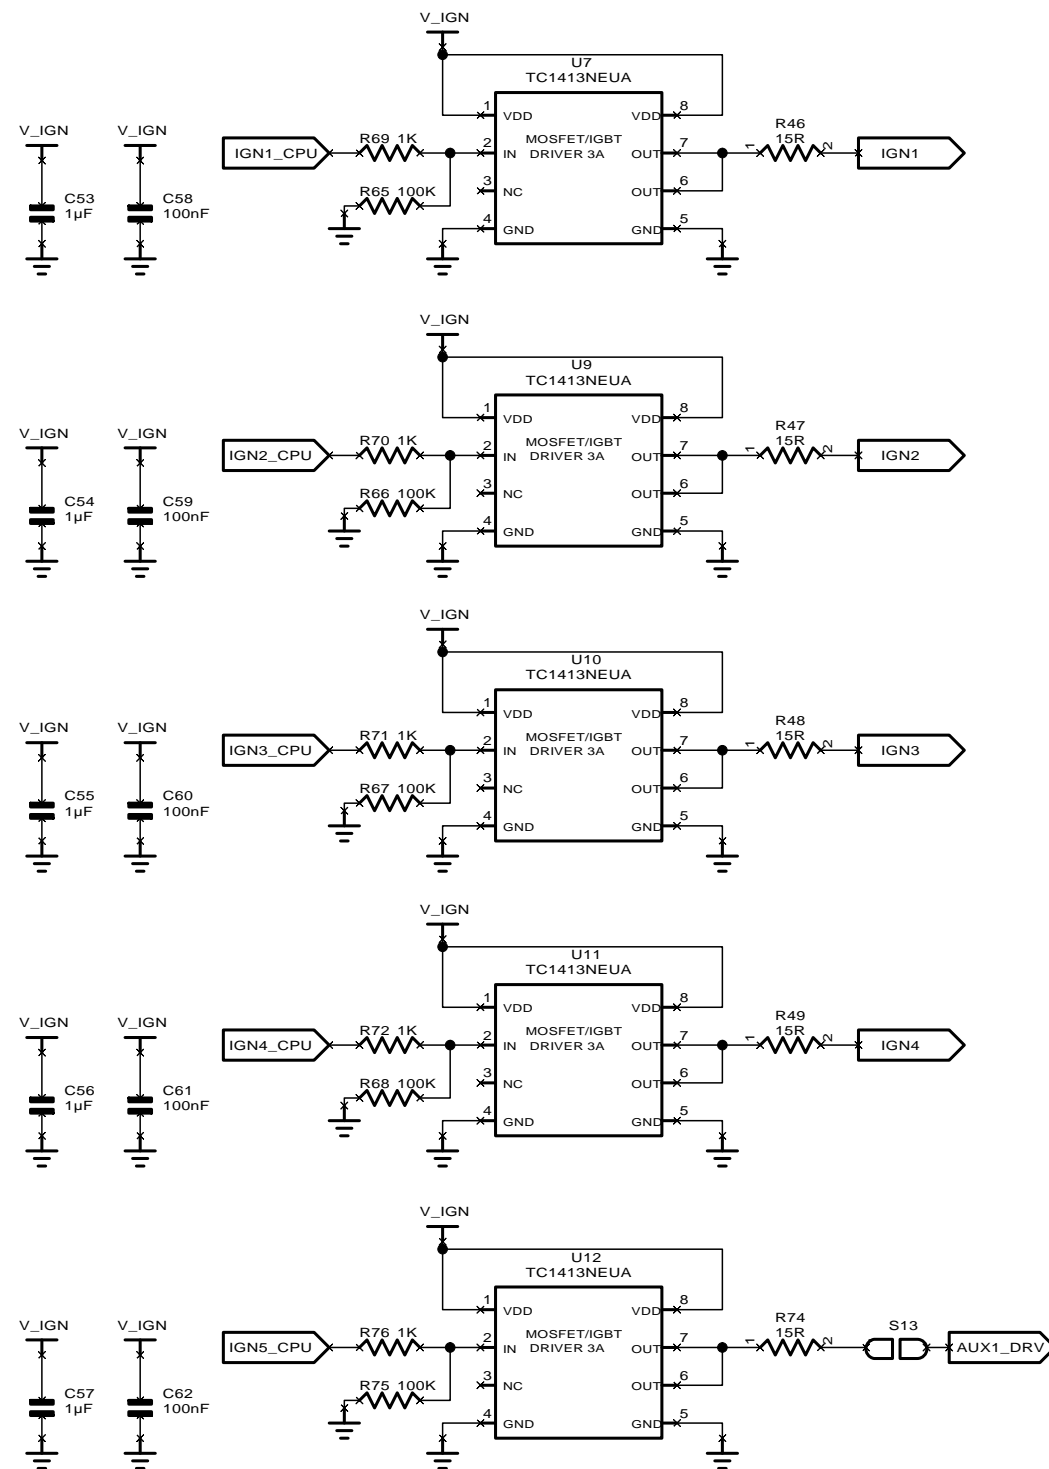 V_IGN
U7
TC1413NEUA
V_IGN
V_IGN
C53
1µF
C58
100nF
IGN1_CPU
R69 1K
R65 100K
1 VDD
2 IN
3 NC
4 GND
MOSFET/IGBT
DRIVER 3A
VDD 8
OUT 7
OUT 6
GND 5
R46
15R
1 2
IGN1
V_IGN
U9
TC1413NEUA
V_IGN
V_IGN
C54
1µF
C59
100nF
IGN2_CPU
R70 1K
R66 100K
1 VDD
2 IN
3 NC
4 GND
MOSFET/IGBT
DRIVER 3A
VDD 8
OUT 7
OUT 6
GND 5
R47
15R
1 2
IGN2
V_IGN
U10
TC1413NEUA
V_IGN
V_IGN
C55
1µF
C60
100nF
IGN3_CPU
R71 1K
R67 100K
1 VDD
2 IN
3 NC
4 GND
MOSFET/IGBT
DRIVER 3A
VDD 8
OUT 7
OUT 6
GND 5
R48
15R
1 2
IGN3
V_IGN
U11
TC1413NEUA
V_IGN
V_IGN
C56
1µF
C61
100nF
IGN4_CPU
R72 1K
R68 100K
1 VDD
2 IN
3 NC
4 GND
MOSFET/IGBT
DRIVER 3A
VDD 8
OUT 7
OUT 6
GND 5
R49
15R
1 2
IGN4
V_IGN
U12
TC1413NEUA
V_IGN
V_IGN
C57
1µF
C62
100nF
IGN5_CPU
R76 1K
R75 100K
1 VDD
2 IN
3 NC
4 GND
MOSFET/IGBT
DRIVER 3A
VDD 8
OUT 7
OUT 6
GND 5
R74
15R
1 2
S13
AUX1_DRV